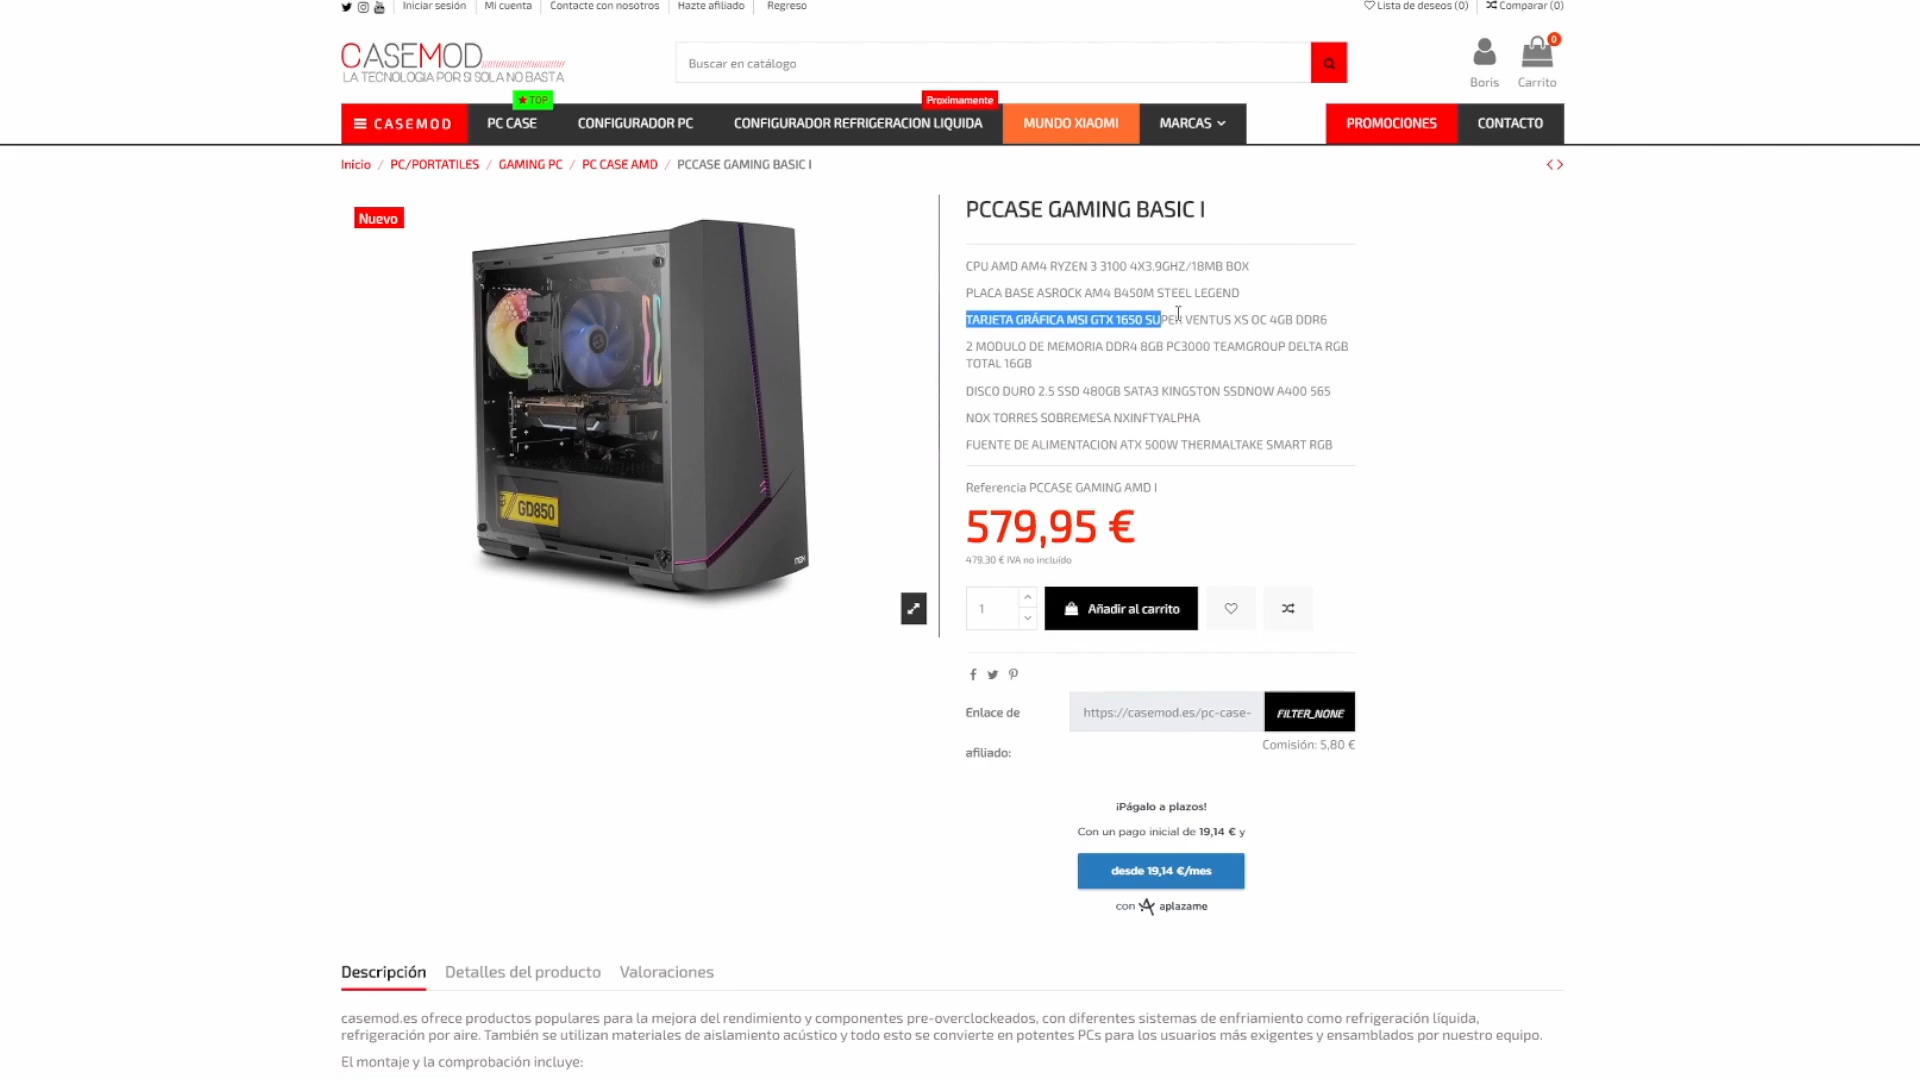 Iniciar sesión Mi cuenta Contacte con nosotros Hazte afiliado Regreso Lista de deseos (0) Comparar (0)
CASEMOD
LA TECNOLOGIA POR SI SOLA NO BASTA
Buscar en catálogo
0
Boris Carrito
TOP
Proximamente
CASEMOD PC CASE CONFIGURADOR PC CONFIGURADOR REFRIGERACION LIQUIDA MUNDO XIAOMI MARCAS PROMOCIONES CONTACTO
Inicio / PC/PORTATILES / GAMING PC / PC CASE AMD / PCCASE GAMING BASIC I
Nuevo
GD850
nox
PCCASE GAMING BASIC I
CPU AMD AM4 RYZEN 3 3100 4X3.9GHZ/18MB BOX
PLACA BASE ASROCK AM4 B450M STEEL LEGEND
TARJETA GRÁFICA MSI GTX 1650 SUPER VENTUS XS OC 4GB DDR6
2 MODULO DE MEMORIA DDR4 8GB PC3000 TEAMGROUP DELTA RGB
TOTAL 16GB
DISCO DURO 2.5 SSD 480GB SATA3 KINGSTON SSDNOW A400 565
NOX TORRES SOBREMESA NXINFTYALPHA
FUENTE DE ALIMENTACION ATX 500W THERMALTAKE SMART RGB
Referencia PCCASE GAMING AMD I
579,95 €
479.30 € IVA no incluído
1 Añadir al carrito
Enlace de
afiliado:
https://casemod.es/pc-case- FILTER_NONE
Comisión: 5,80 €
¡Págalo a plazos!
Con un pago inicial de 19,14 € y
desde 19,14 €/mes
con aplazame
Descripción Detalles del producto Valoraciones
casemod.es ofrece productos populares para la mejora del rendimiento y componentes pre-overclockeados, con diferentes sistemas de enfriamiento como refrigeración líquida,
refrigeración por aire. También se utilizan materiales de aislamiento acústico y todo esto se convierte en potentes PCs para los usuarios más exigentes y ensamblados por nuestro equipo.
El montaje y la comprobación incluye: